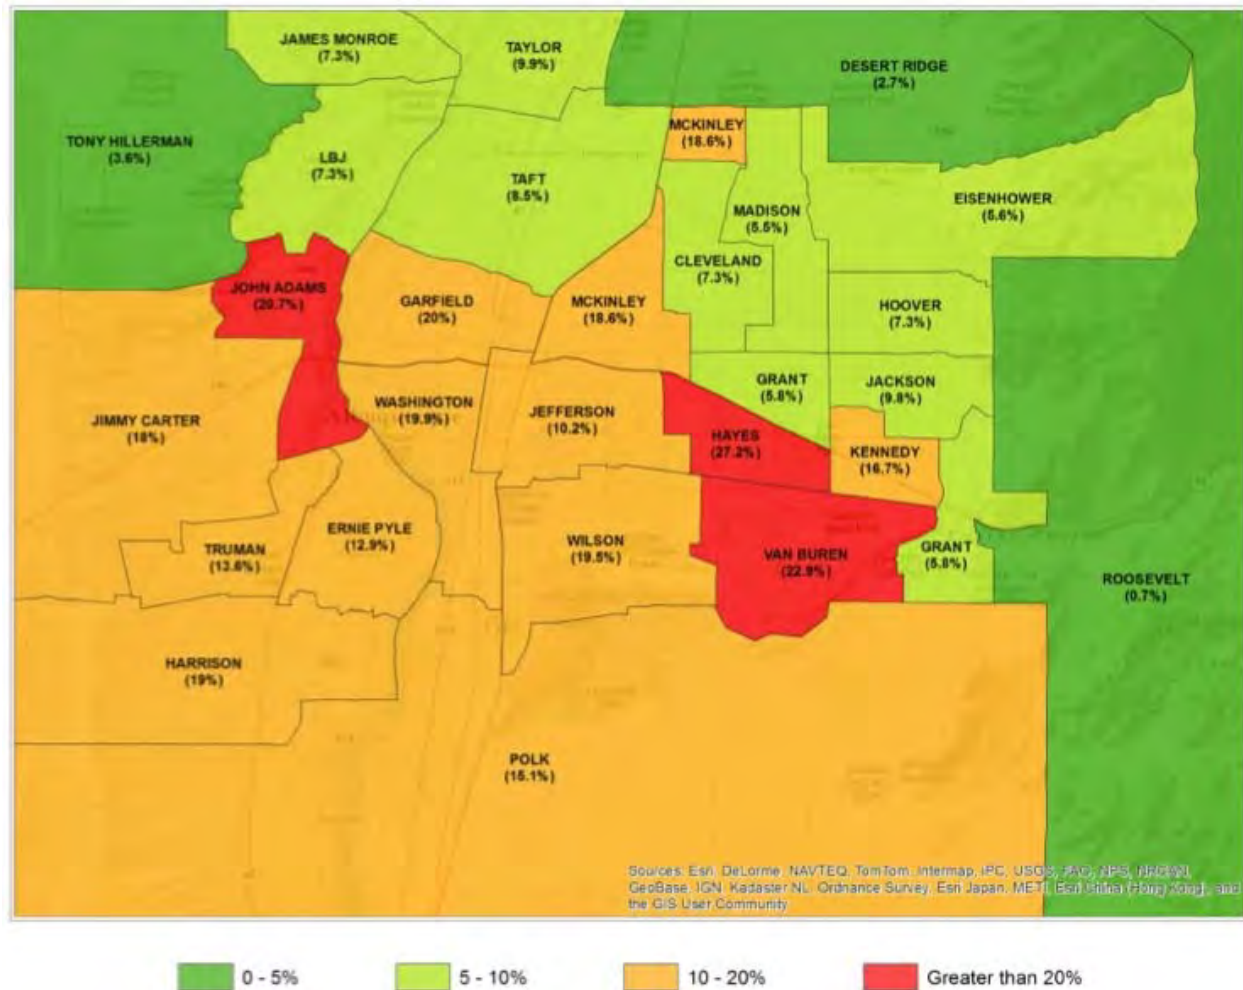 JAMES MONROE
(7.3%)
TAYLOR
(9.9%)
DESERT RIDGE
(2.7%)
TONY HILLERMAN
(3.6%)
LBJ
(7.3%)
TAFT
(8.5%)
MCKINLEY
(18.6%)
MADISON
(5.5%)
EISENHOWER
(5.6%)
CLEVELAND
(7.3%)
JOHN ADAMS
(20.7%)
GARFIELD
(20%)
MCKINLEY
(18.6%)
HOOVER
(7.3%)
JIMMY CARTER
(18%)
WASHINGTON
(19.9%)
JEFFERSON
(10.2%)
GRANT
(5.8%)
JACKSON
(9.8%)
HAYES
KENNEDY
(16.7%)
TRUMAN
(13.6%)
ERNIE PYLE
(12.9%)
WILSON
(19.5%)
VAN BUREN
(22.9%)
GRANT
(5.8%)
ROOSEVELT
(0.7%)
HARRISON
(19%)
POLK
(15.1%)
Sources: Esri, DeLorme, NAVTEQ, TomTom, Intermap, iPC, USGS, FAO, NPS, NRCAN,
GeoBase, IGN, Kadaster NL, Ordnance Survey, Esri Japan, METI, Esri China (Hong Kong), and
the GIS User Community
0 - 5%
5 - 10%
10 - 20%
Greater than 20%